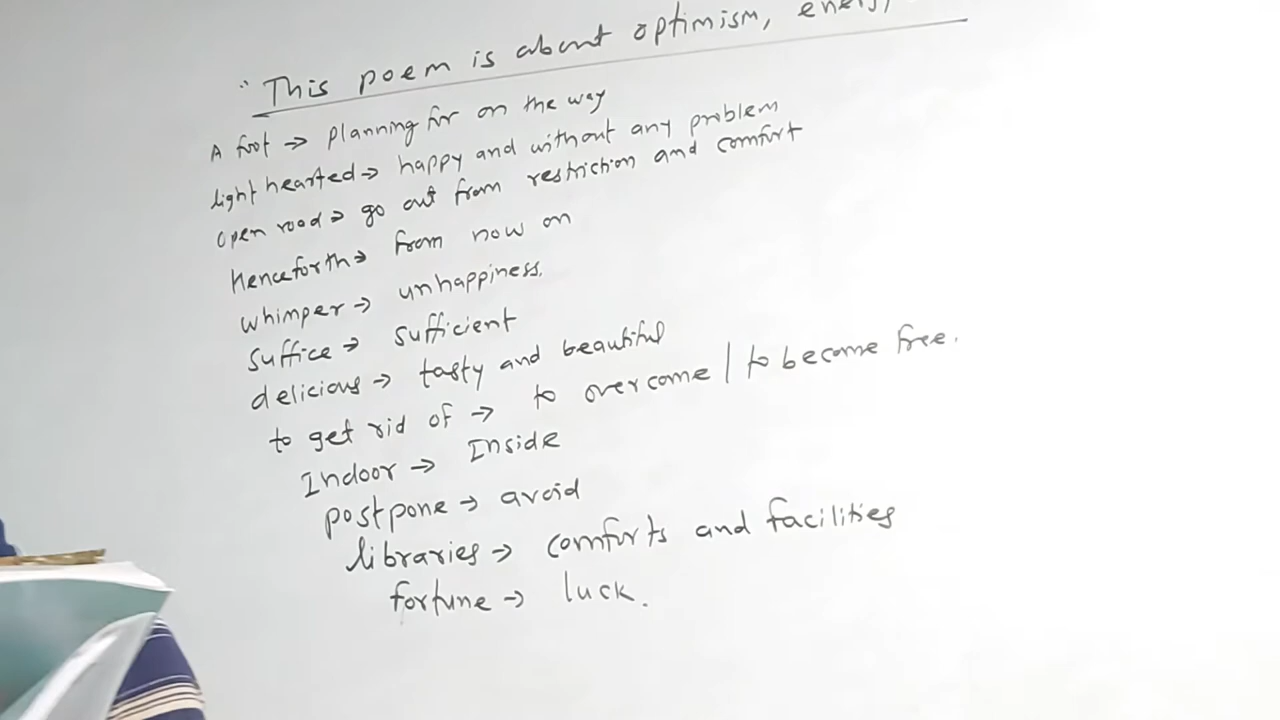 " This poem is about optimism,
A foot → planning for on the way
light hearted → happy and without any problem
open road → go out from restriction and comfort
Henceforth → from now on
whimper → unhappiness.
suffice → sufficient
delicious → tasty and beautiful
to get rid of → to overcome / to become free.
Indoor → Inside
postpone → avoid
libraries → comforts and facilities
fortune → luck.